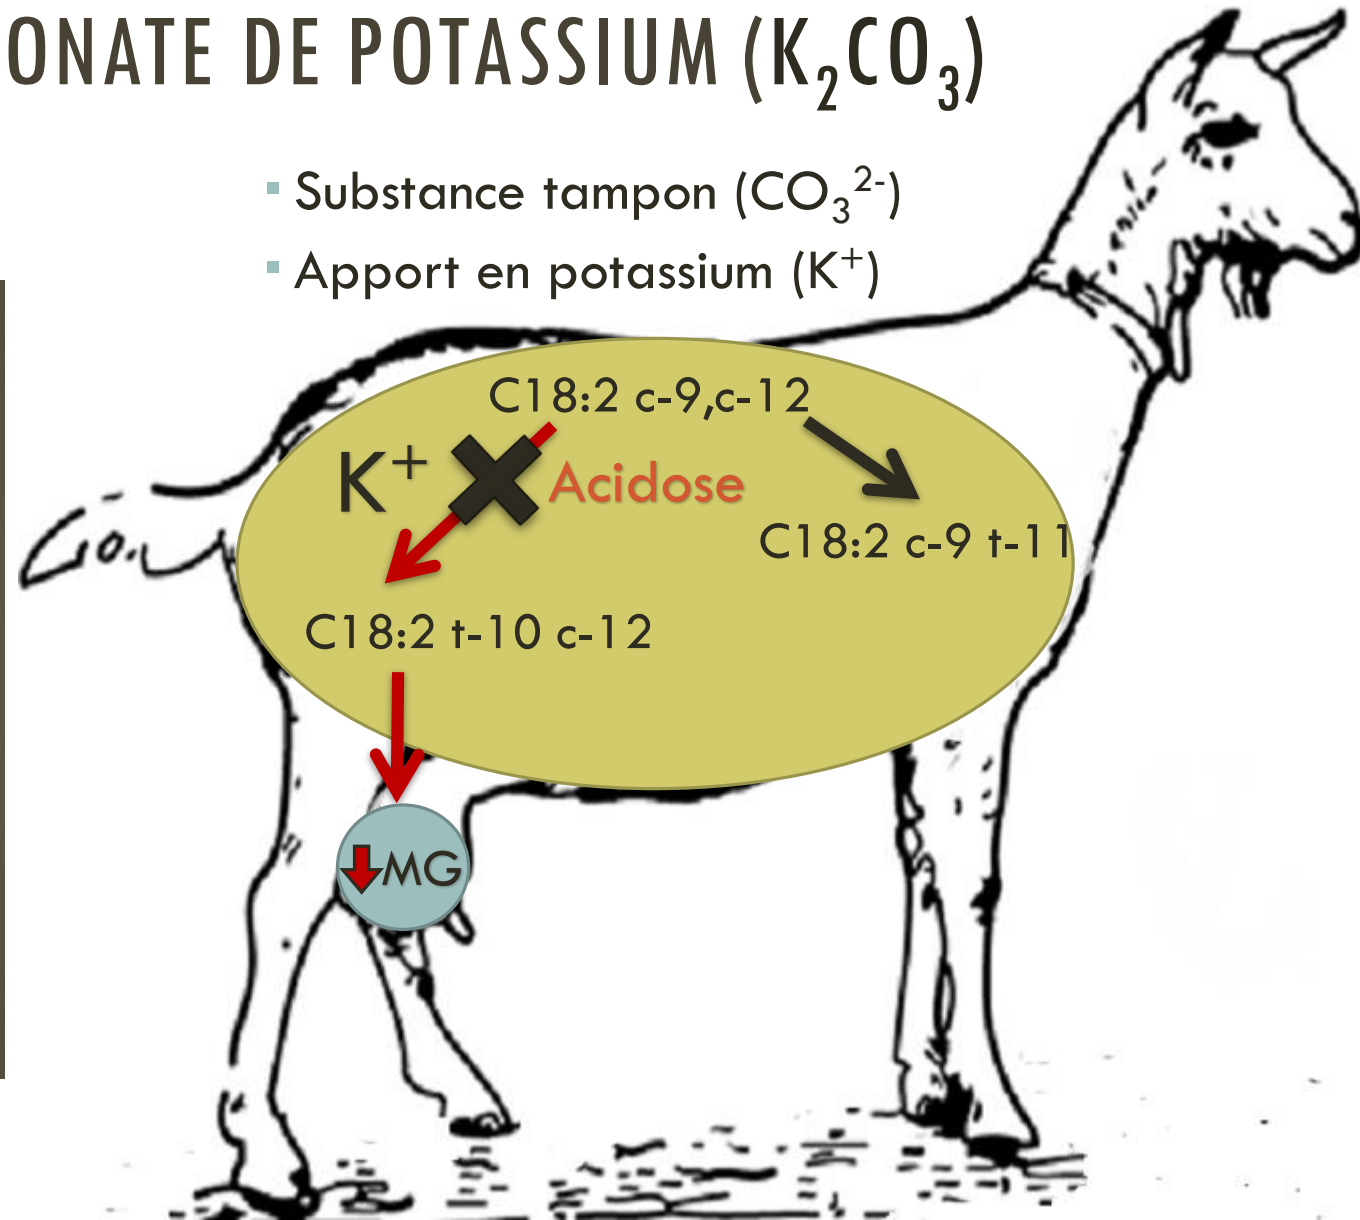 ONATE DE POTASSIUM (K₂CO₃)
▪ Substance tampon (CO₃²⁻)
▪ Apport en potassium (K⁺)
C18:2 c-9,c-12
K⁺
Acidose
C18:2 c-9 t-11
C18:2 t-10 c-12
MG